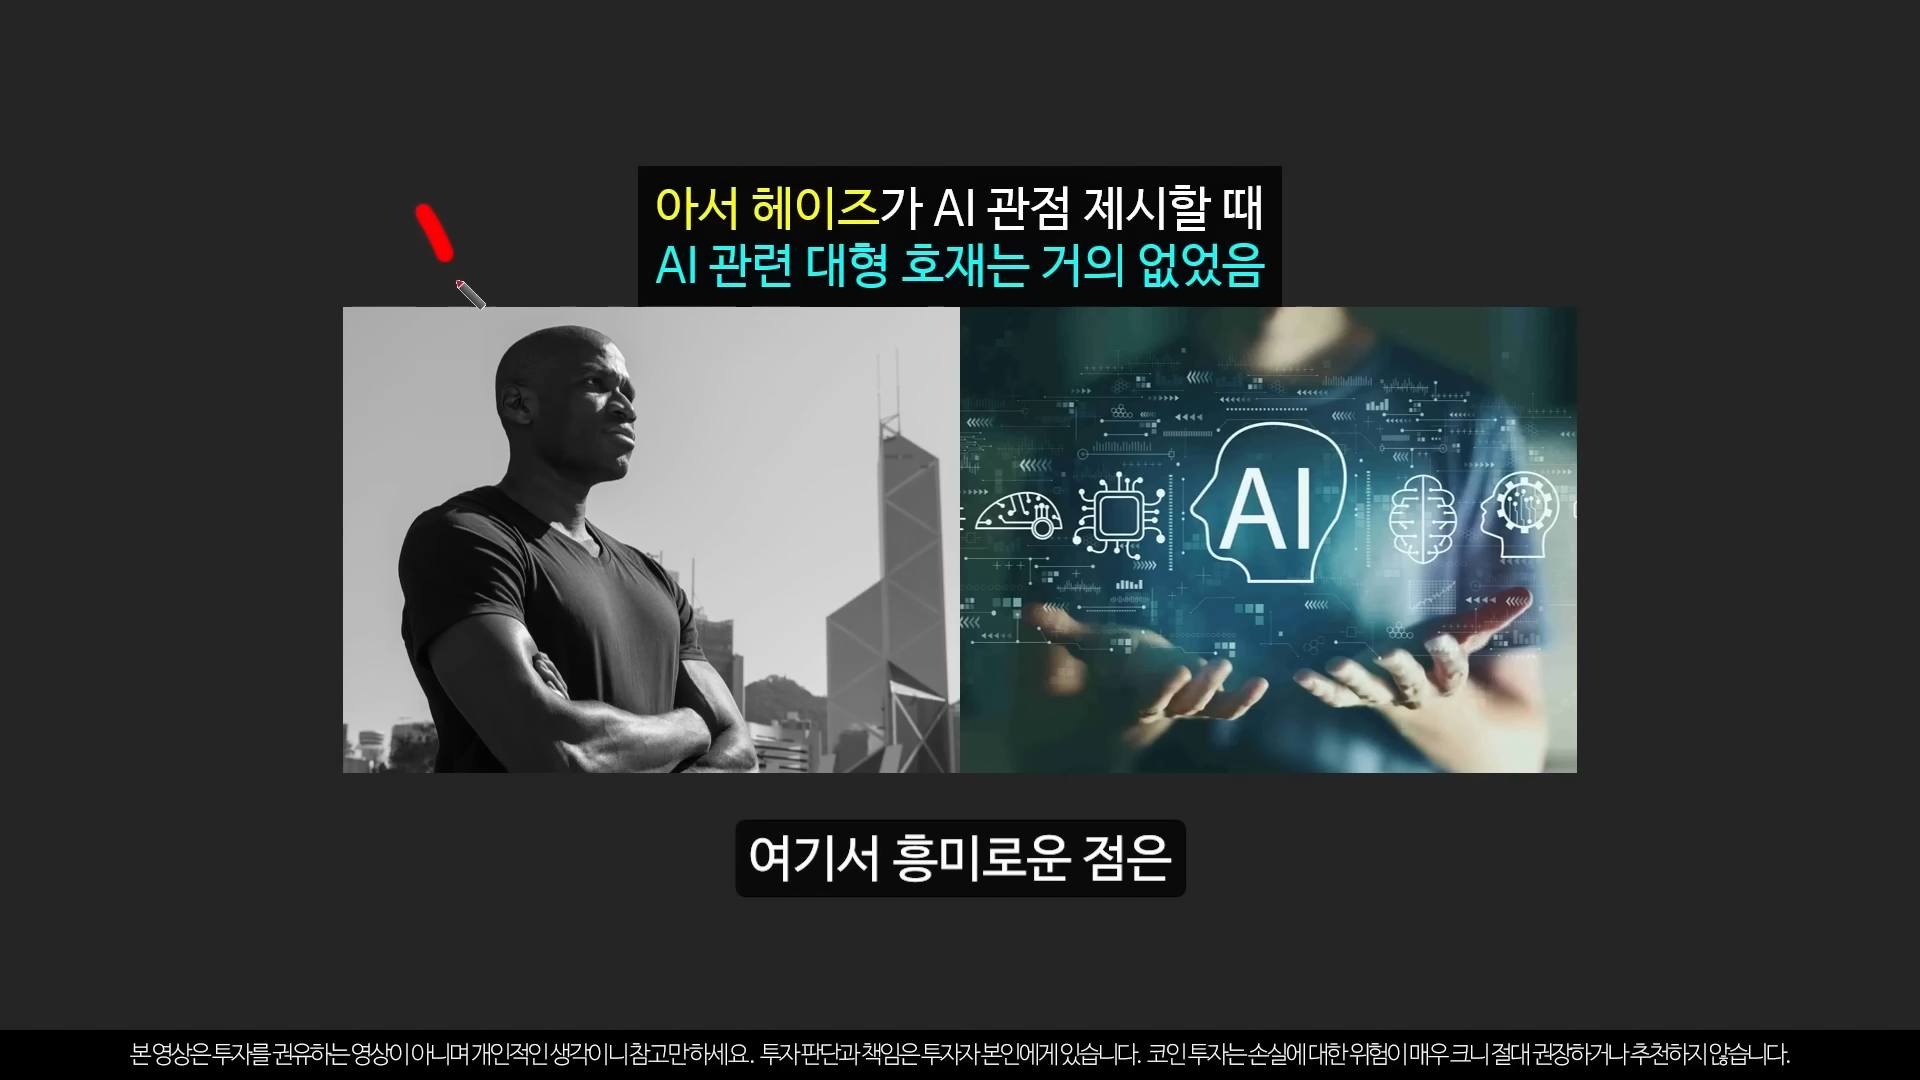 아서 헤이즈가 AI 관점 제시할 때
AI 관련 대형 호재는 거의 없었음
AI
여기서 흥미로운 점은
본 영상은 투자를 권유하는 영상이 아니며 개인적인 생각이니 참고만 하세요. 투자 판단과 책임은 투자자 본인에게 있습니다. 코인 투자는 손실에 대한 위험이 매우 크니 절대 권장하거나 추천하지 않습니다.